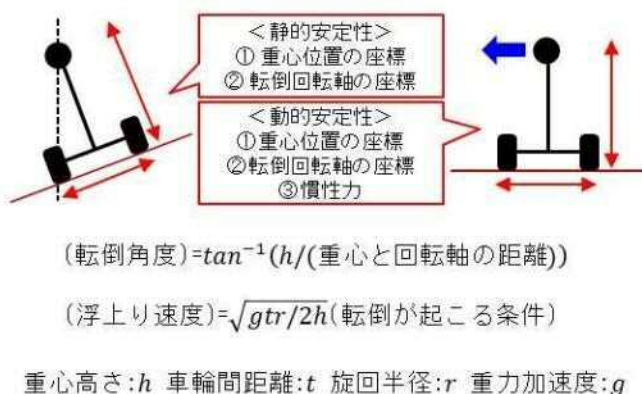 ＜静的安定性＞
① 重心位置の座標
② 転倒回転軸の座標
＜動的安定性＞
①重心位置の座標
②転倒回転軸の座標
③慣性力
(転倒角度)=tan⁻¹(h/(重心と回転軸の距離))
(浮上り速度)=√gtr/2h(転倒が起こる条件)
重心高さ:h 車輪間距離:t 旋回半径:r 重力加速度:g